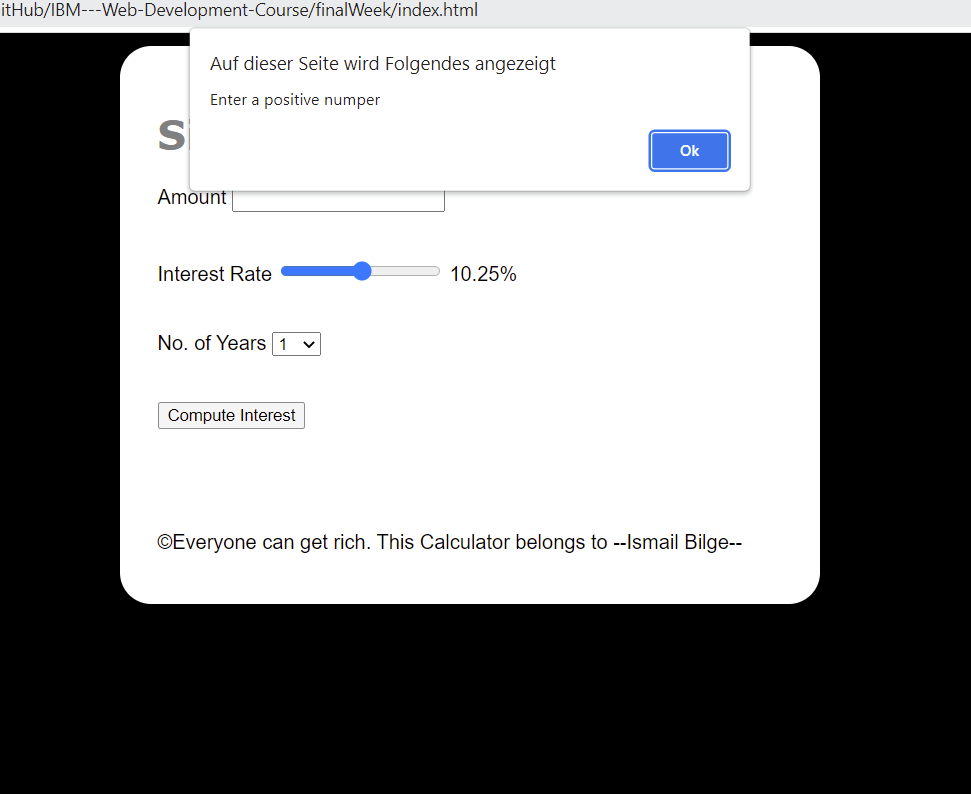 itHub/IBM---Web-Development-Course/finalWeek/index.html
Auf dieser Seite wird Folgendes angezeigt
Enter a positive numper
Ok
Amount
Interest Rate 10.25%
No. of Years 1
Compute Interest
©Everyone can get rich. This Calculator belongs to --Ismail Bilge--